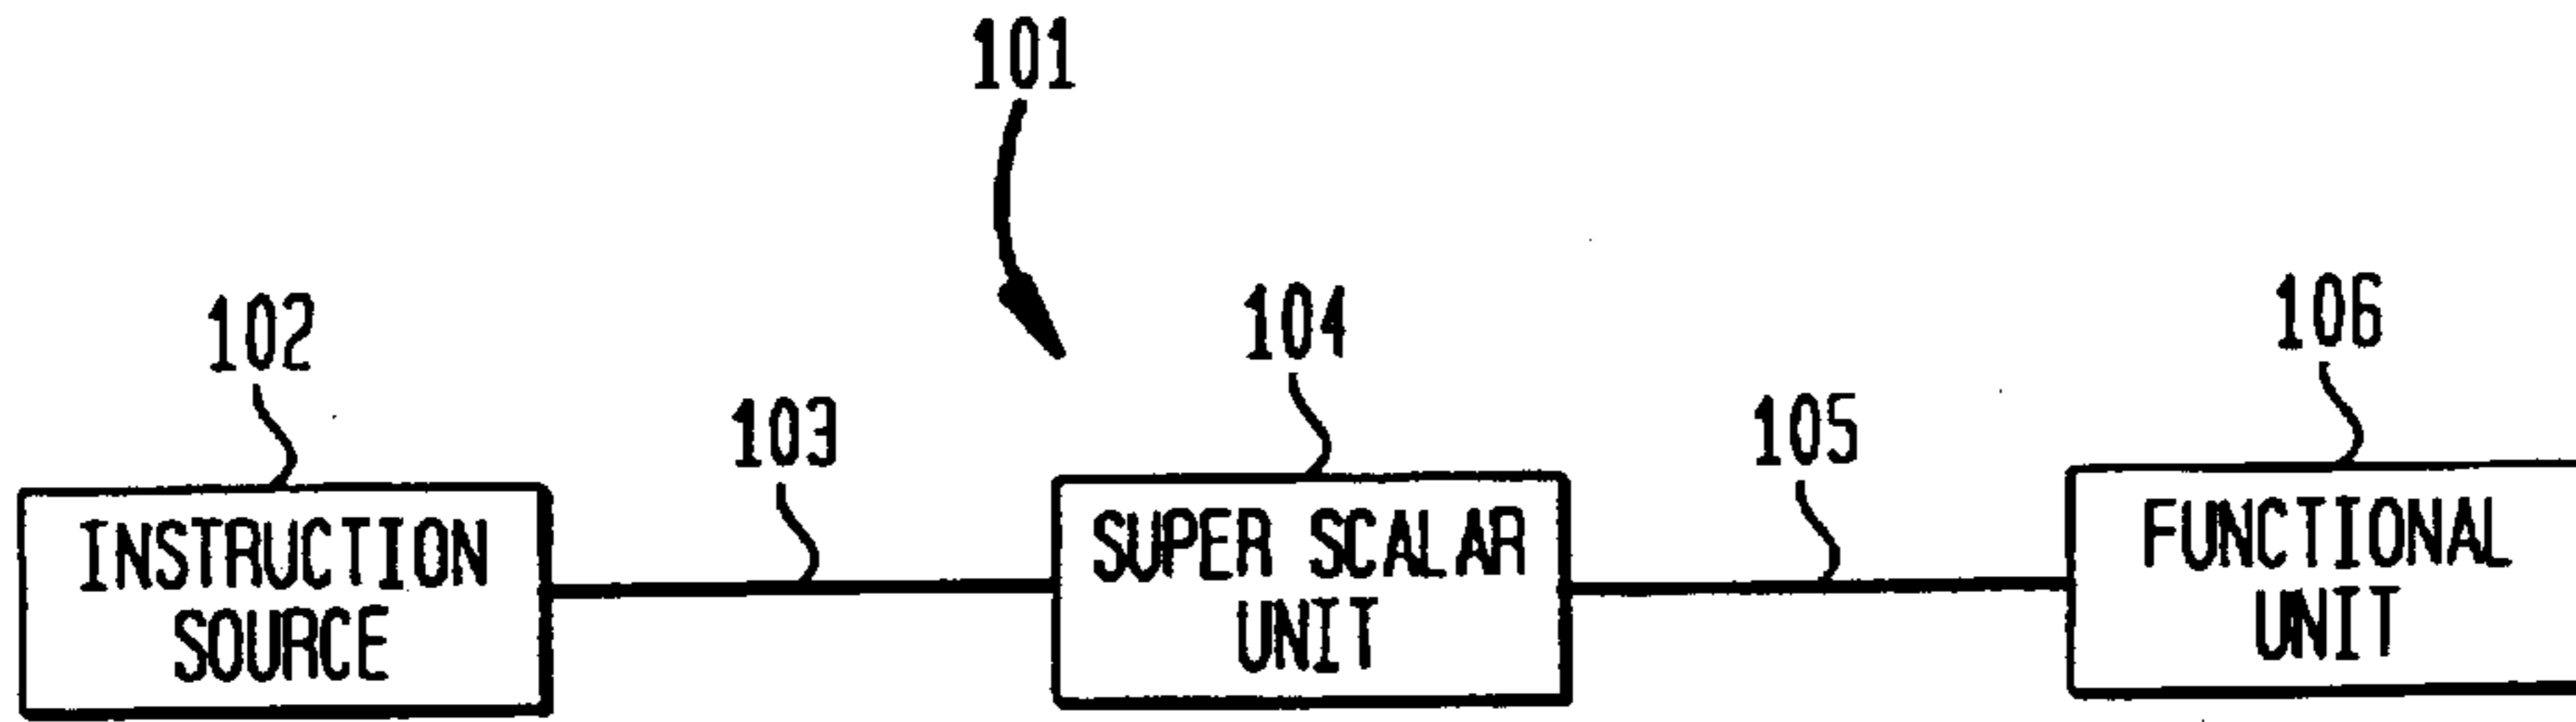 101
102
104
106
103
105
INSTRUCTION
SOURCE
SUPER SCALAR
UNIT
FUNCTIONAL
UNIT